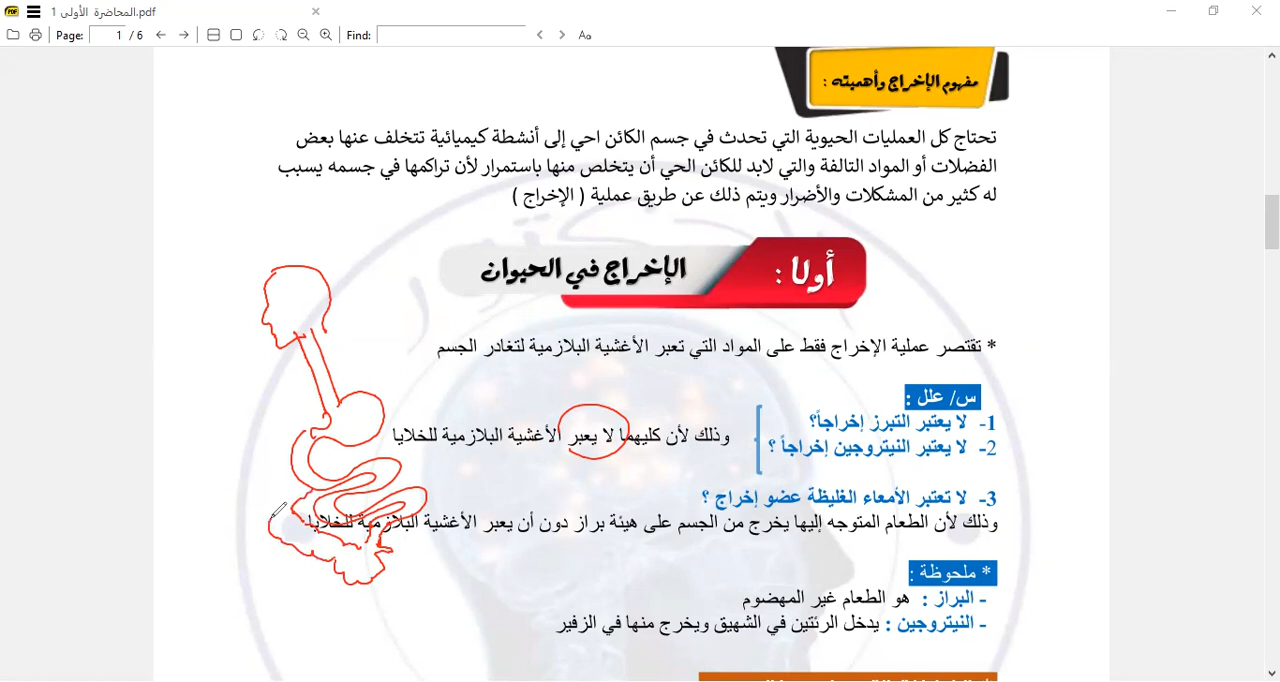 المحاضرة الأولى 1.pdf
Page: 1 / 6 Find: Aa
مفهوم الإخراج وأهميته :
تحتاج كل العمليات الحيوية التي تحدث في جسم الكائن احي إلى أنشطة كيميائية تتخلف عنها بعض
الفضلات أو المواد التالفة والتي لابد للكائن الحي أن يتخلص منها باستمرار لأن تراكمها في جسمه يسبب
له كثير من المشكلات والأضرار ويتم ذلك عن طريق عملية ( الإخراج )
أولا : الإخراج في الحيوان
* تقتصر عملية الإخراج فقط على المواد التي تعبر الأغشية البلازمية لتغادر الجسم
س/ علل :
1- لا يعتبر التبرز إخراجاً؟
2- لا يعتبر النيتروجين إخراجاً ؟
وذلك لأن كليهما لا يعبر الأغشية البلازمية للخلايا
3- لا تعتبر الأمعاء الغليظة عضو إخراج ؟
وذلك لأن الطعام المتوجه إليها يخرج من الجسم على هيئة براز دون أن يعبر الأغشية البلازمية للخلايا
* ملحوظة :
- البراز : هو الطعام غير المهضوم
- النيتروجين : يدخل الرئتين في الشهيق ويخرج منها في الزفير